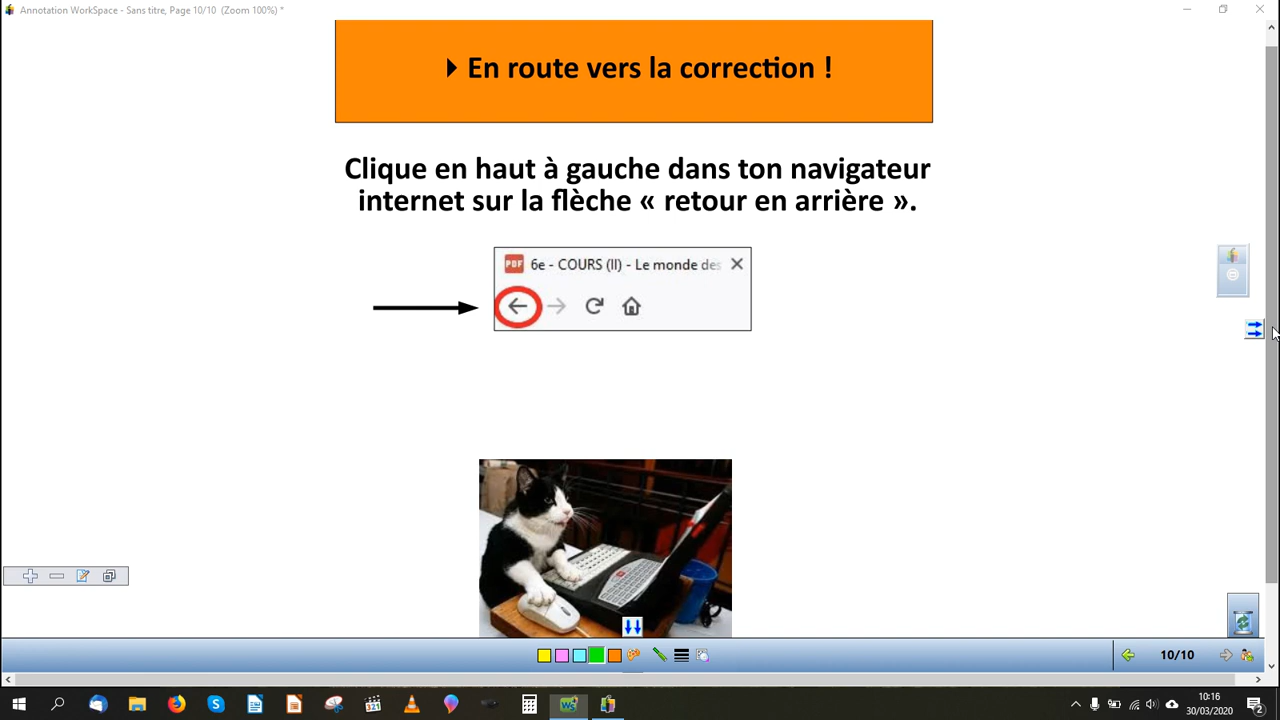 Annotation WorkSpace - Sans titre, Page 10/10 (Zoom 100%) *
En route vers la correction !
Clique en haut à gauche dans ton navigateur
internet sur la flèche « retour en arrière ».
PDF 6e - COURS (II) - Le monde des
10/10
10:16
30/03/2020